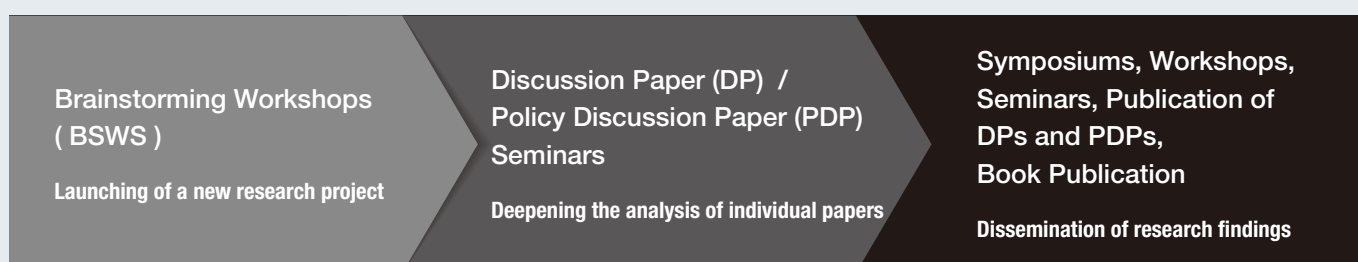 Brainstorming Workshops
( BSWS )
Launching of a new research project
Discussion Paper (DP) /
Policy Discussion Paper (PDP)
Seminars
Deepening the analysis of individual papers
Symposiums, Workshops,
Seminars, Publication of
DPs and PDPs,
Book Publication
Dissemination of research findings